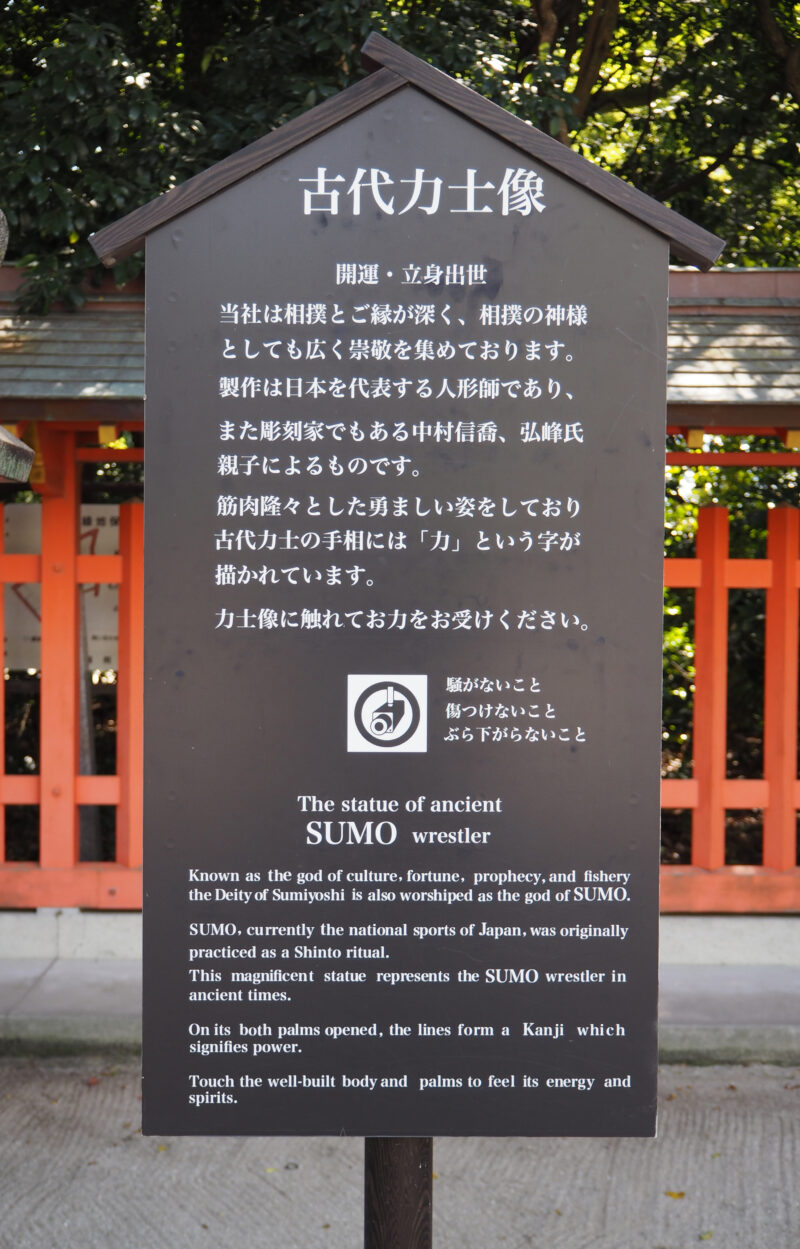 古代力士像
開運・立身出世
当社は相撲とご縁が深く、相撲の神様
としても広く崇敬を集めております。
製作は日本を代表する人形師であり、
また彫刻家でもある中村信喬、弘峰氏
親子によるものです。
筋肉隆々とした勇ましい姿をしており
古代力士の手相には「力」という字が
描かれています。
力士像に触れてお力をお受けください。
騒がないこと
傷つけないこと
ぶら下がらないこと
The statue of ancient
SUMO wrestler
Known as the god of culture, fortune, prophecy, and fishery
the Deity of Sumiyoshi is also worshiped as the god of SUMO.
SUMO, currently the national sports of Japan, was originally
practiced as a Shinto ritual.
This magnificent statue represents the SUMO wrestler in
ancient times.
On its both palms opened, the lines form a Kanji which
signifies power.
Touch the well-built body and palms to feel its energy and
spirits.